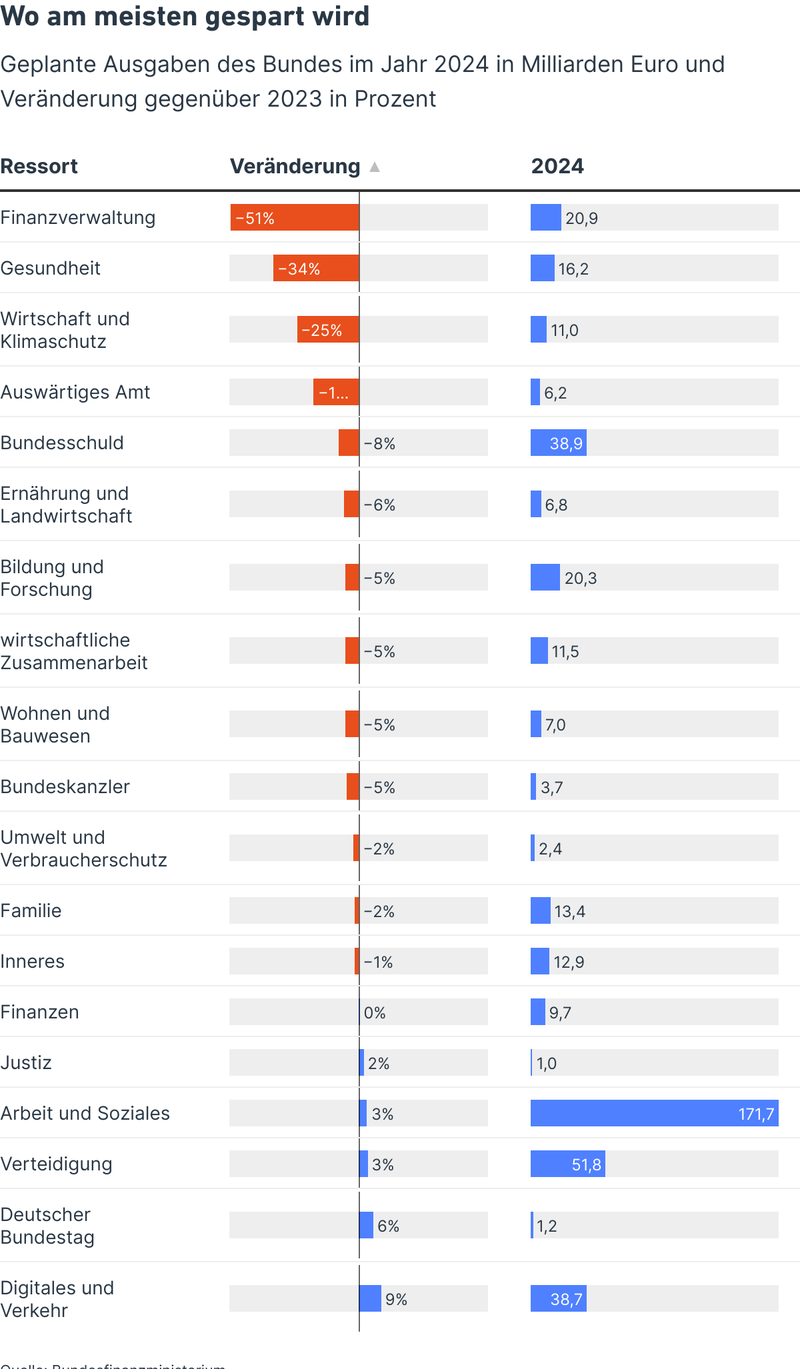 Wo am meisten gespart wird
Geplante Ausgaben des Bundes im Jahr 2024 in Milliarden Euro und
Veränderung gegenüber 2023 in Prozent
Ressort Veränderung ▲ 2024
Finanzverwaltung −51% 20,9
Gesundheit −34% 16,2
Wirtschaft und
Klimaschutz −25% 11,0
Auswärtiges Amt −1... 6,2
Bundesschuld −8% 38,9
Ernährung und
Landwirtschaft −6% 6,8
Bildung und
Forschung −5% 20,3
wirtschaftliche
Zusammenarbeit −5% 11,5
Wohnen und
Bauwesen −5% 7,0
Bundeskanzler −5% 3,7
Umwelt und
Verbraucherschutz −2% 2,4
Familie −2% 13,4
Inneres −1% 12,9
Finanzen 0% 9,7
Justiz 2% 1,0
Arbeit und Soziales 3% 171,7
Verteidigung 3% 51,8
Deutscher
Bundestag 6% 1,2
Digitales und
Verkehr 9% 38,7
Quelle: Bundesfinanzministerium